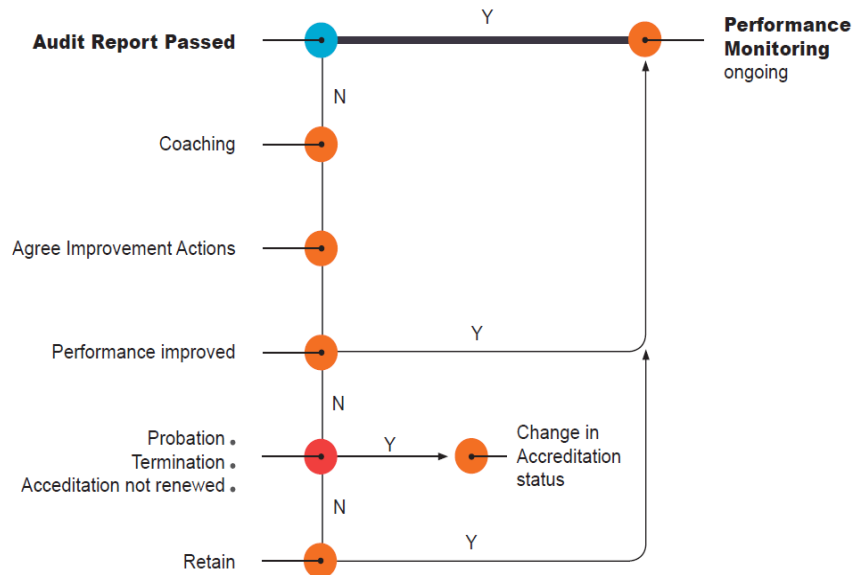 Audit Report Passed
Y
Performance
Monitoring
ongoing
N
Coaching
Agree Improvement Actions
Performance improved
Y
N
Probation
Termination
Acceditation not renewed
Y
Change in
Accreditation
status
N
Retain
Y